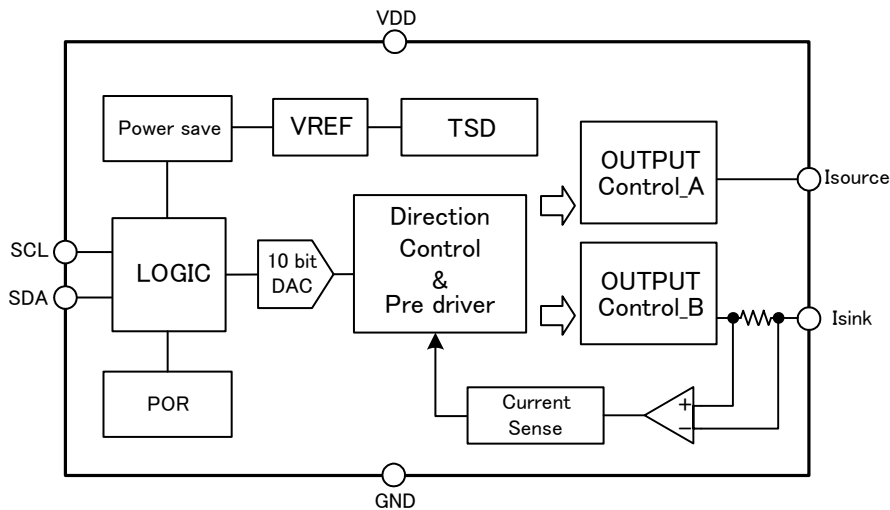 VDD
Power save
VREF
TSD
OUTPUT
Control_A
Isource
Direction
Control
&
Pre driver
SCL
SDA
LOGIC
10 bit
DAC
OUTPUT
Control_B
Isink
POR
Current
Sense
+
−
GND